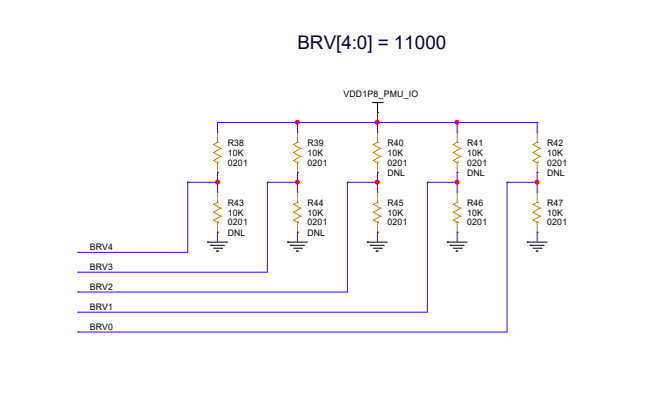 BRV[4:0] = 11000
VDD1P8_PMU_IO
R38
10K
0201
R39
10K
0201
R40
10K
0201
DNL
R41
10K
0201
DNL
R42
10K
0201
DNL
R43
10K
0201
DNL
R44
10K
0201
DNL
R45
10K
0201
R46
10K
0201
R47
10K
0201
BRV4
BRV3
BRV2
BRV1
BRV0